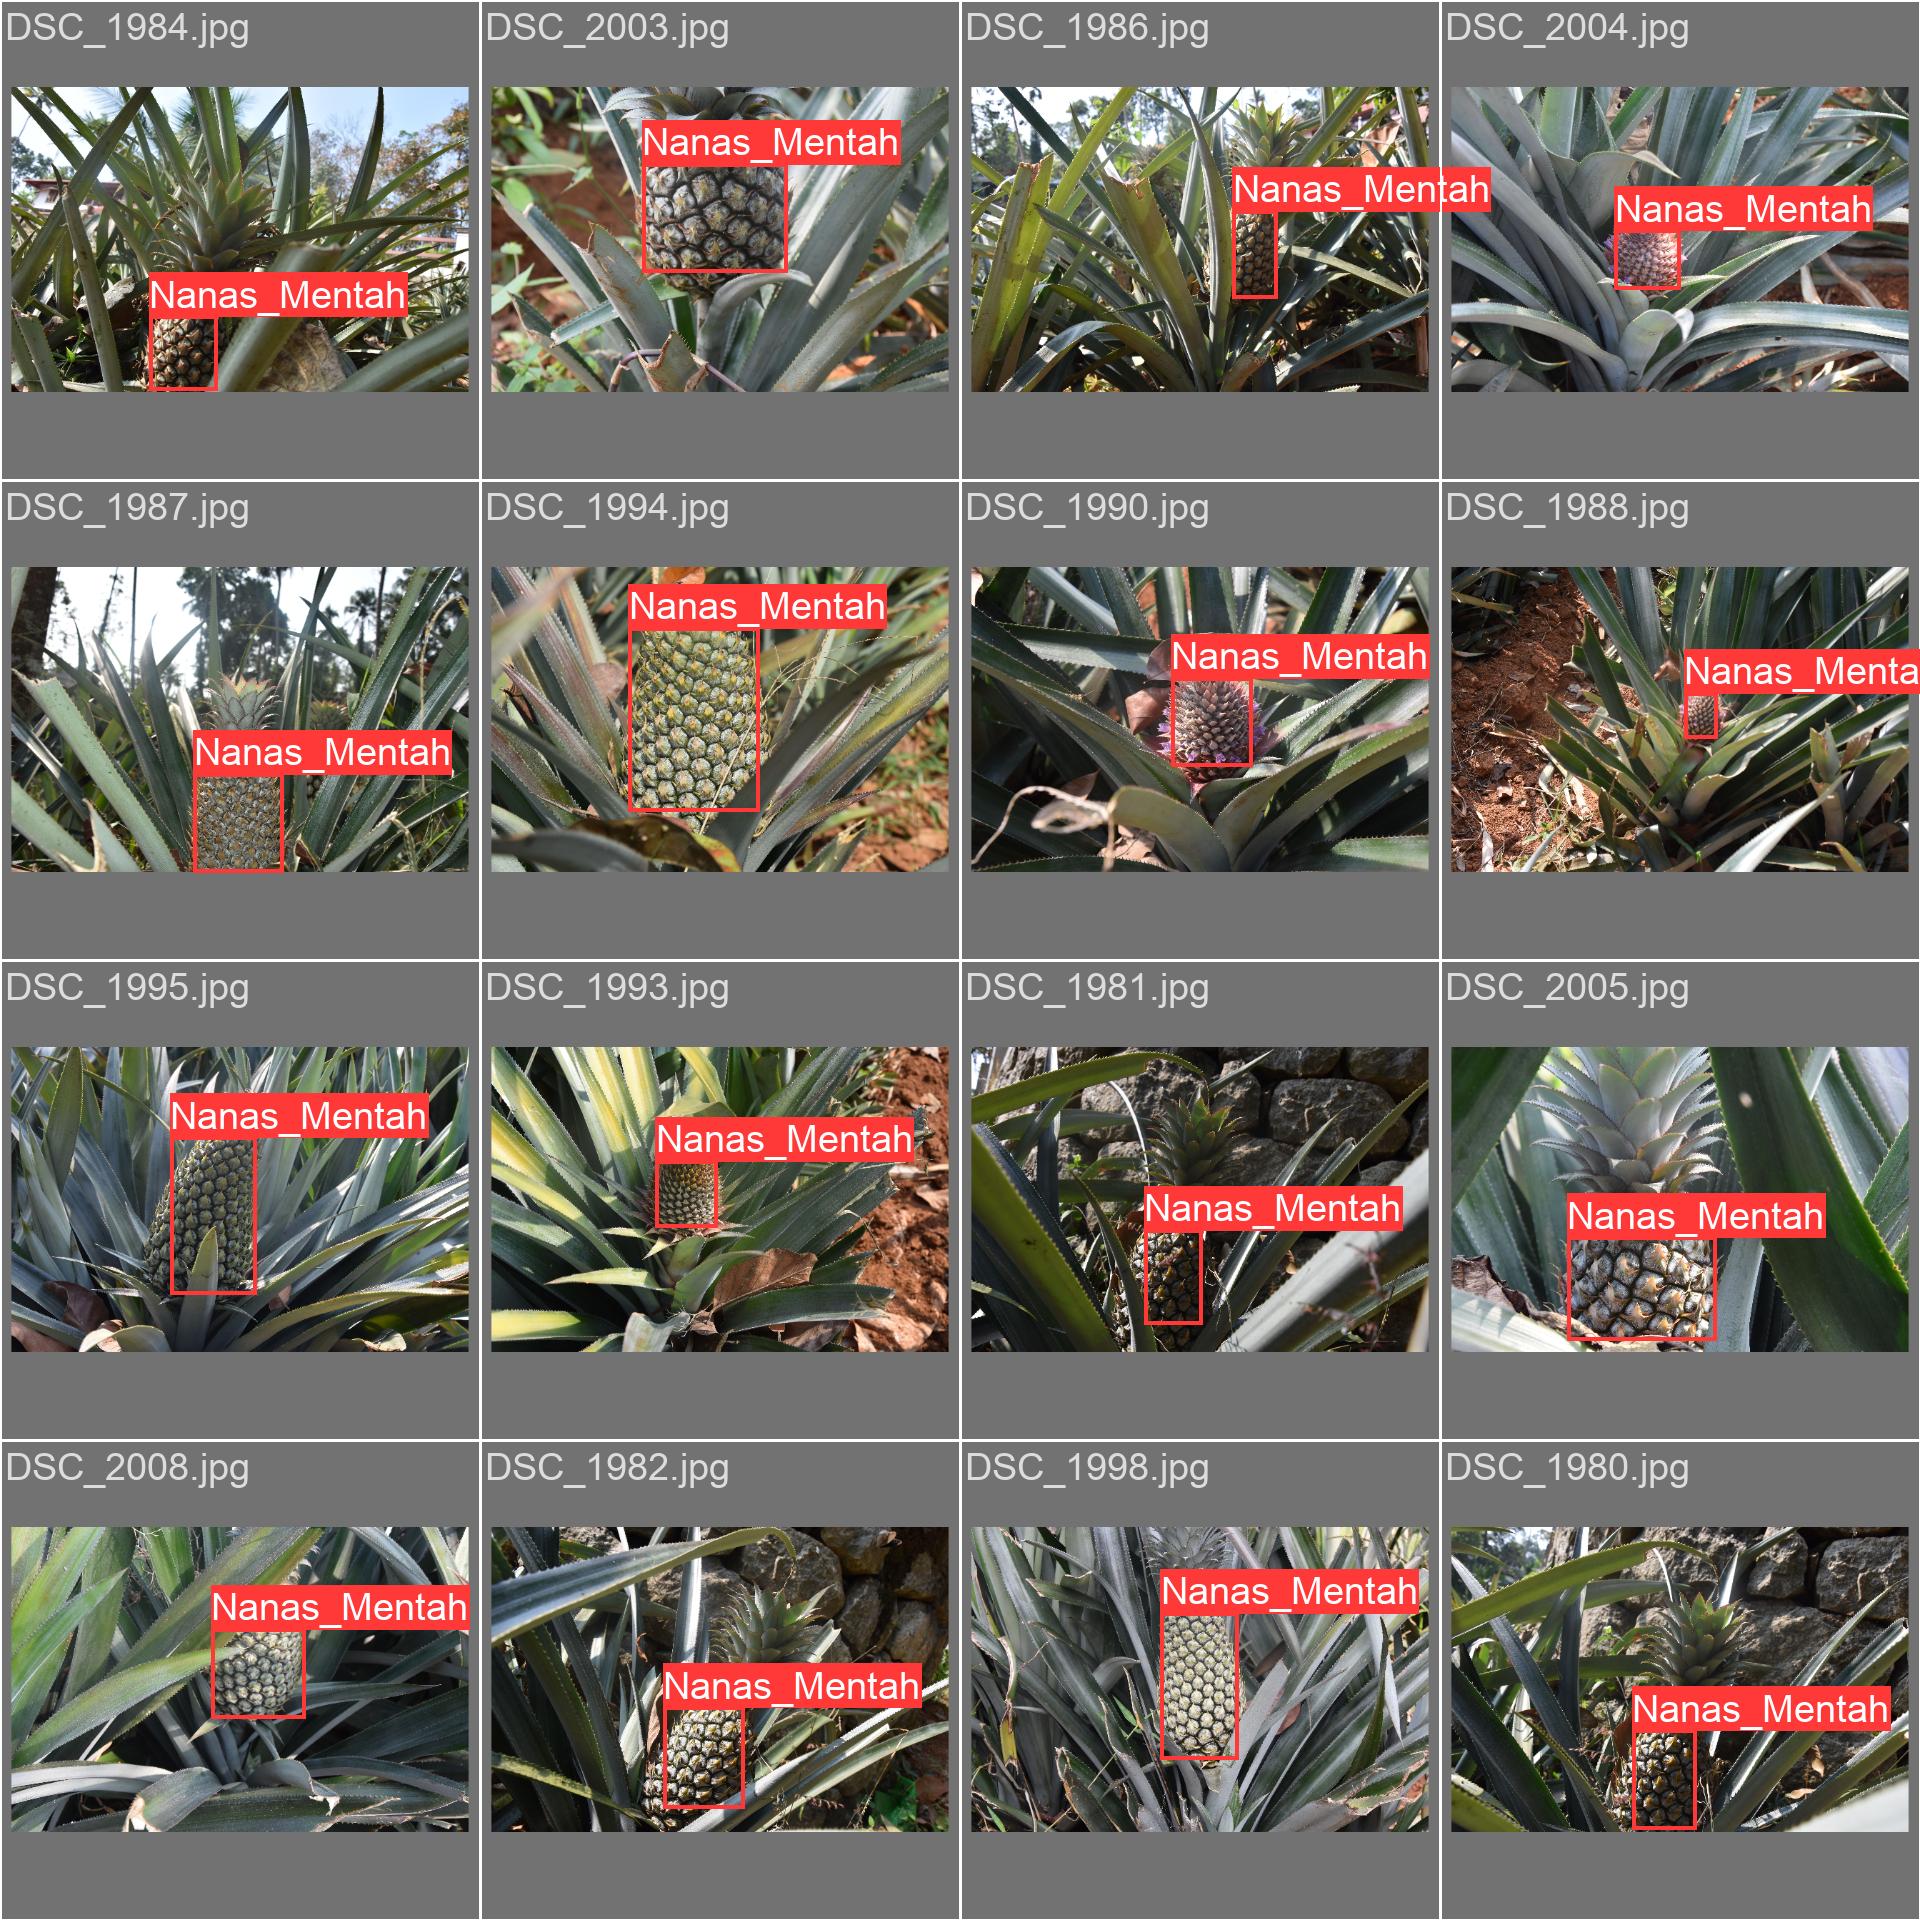 DSC_1984.jpg
DSC_2003.jpg
DSC_1986.jpg
DSC_2004.jpg
Nanas_Mentah
Nanas_Mentah
Nanas_Mentah
Nanas_Mentah
DSC_1987.jpg
DSC_1994.jpg
DSC_1990.jpg
DSC_1988.jpg
Nanas_Mentah
Nanas_Mentah
Nanas_Mentah
Nanas_Menta
DSC_1995.jpg
DSC_1993.jpg
DSC_1981.jpg
DSC_2005.jpg
Nanas_Mentah
Nanas_Mentah
Nanas_Mentah
Nanas_Mentah
DSC_2008.jpg
DSC_1982.jpg
DSC_1998.jpg
DSC_1980.jpg
Nanas_Mentah
Nanas_Mentah
Nanas_Mentah
Nanas_Mentah